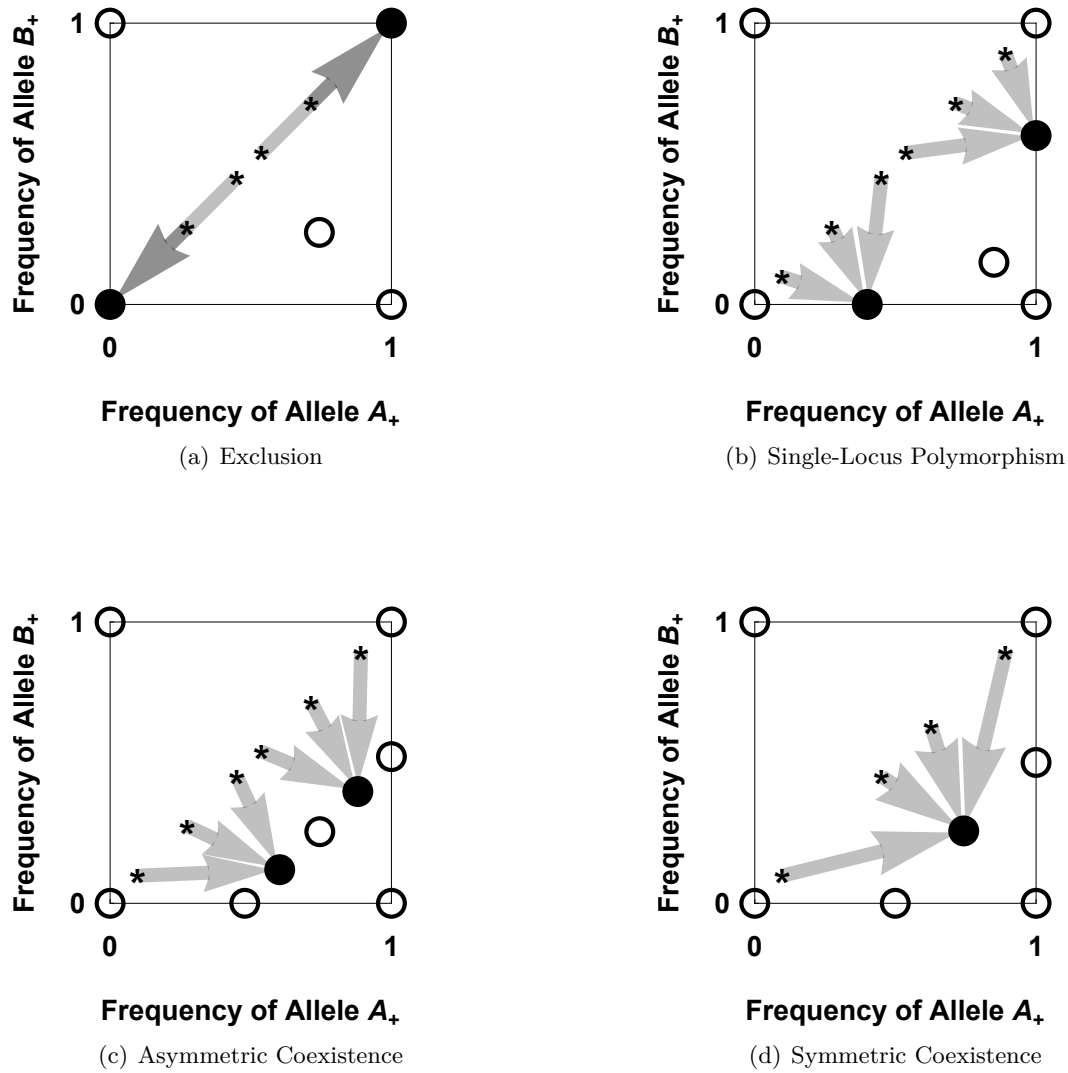 1
Frequency of Allele B₊
0
0
1
Frequency of Allele A₊
(a) Exclusion
1
Frequency of Allele B₊
0
0
1
Frequency of Allele A₊
(b) Single-Locus Polymorphism
1
Frequency of Allele B₊
0
0
1
Frequency of Allele A₊
(c) Asymmetric Coexistence
1
Frequency of Allele B₊
0
0
1
Frequency of Allele A₊
(d) Symmetric Coexistence